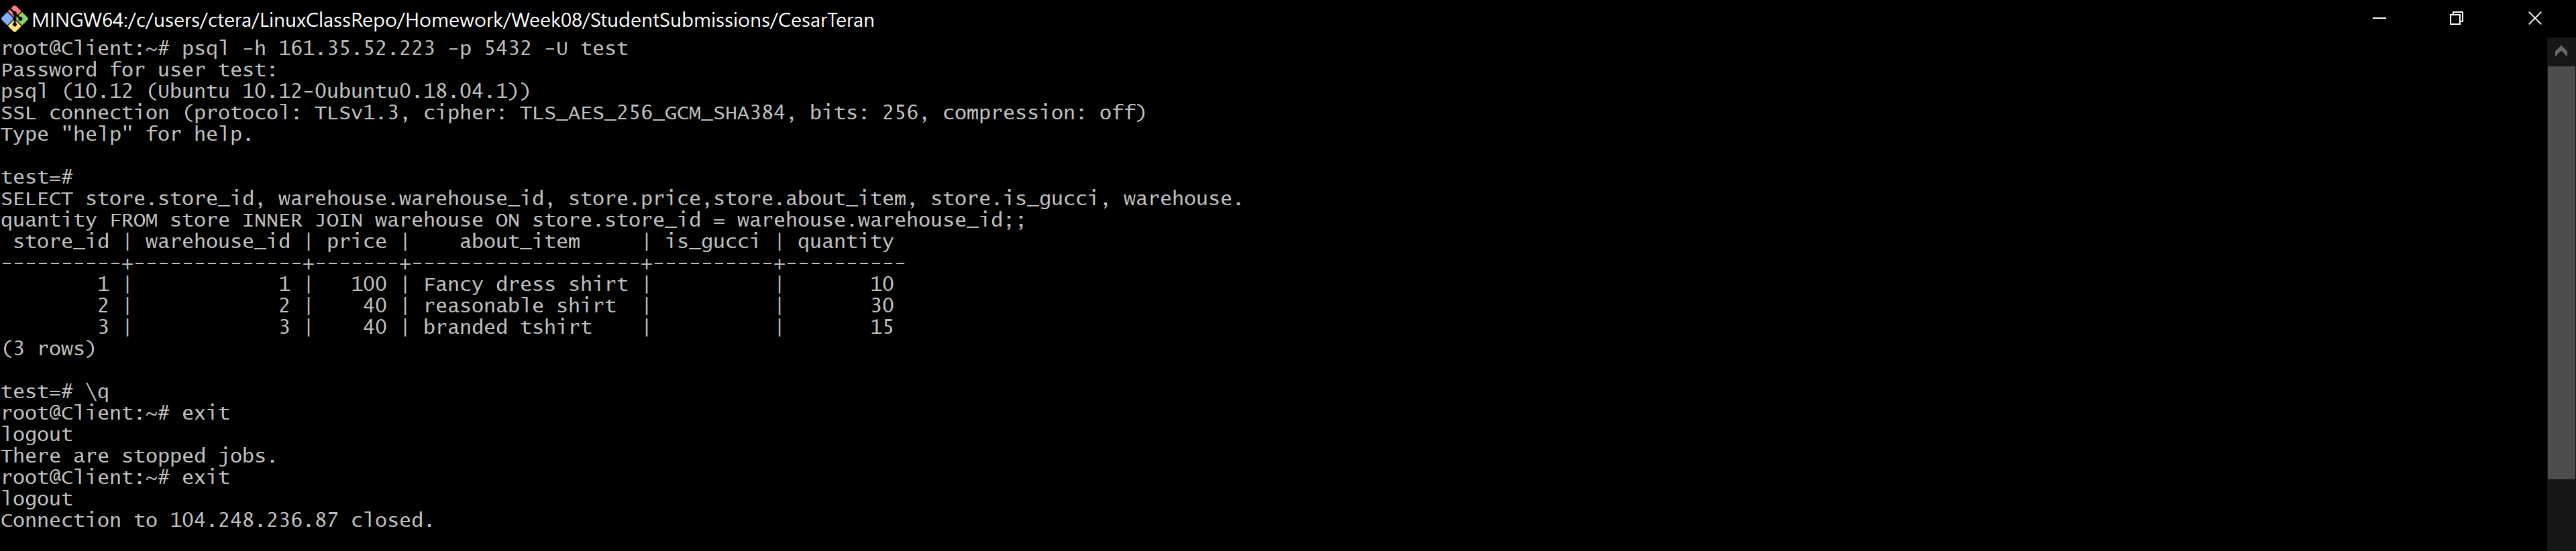 MINGW64:/c/users/ctera/LinuxClassRepo/Homework/Week08/StudentSubmissions/CesarTeran
root@Client:~# psql -h 161.35.52.223 -p 5432 -U test
Password for user test:
psql (10.12 (Ubuntu 10.12-0ubuntu0.18.04.1))
SSL connection (protocol: TLSv1.3, cipher: TLS_AES_256_GCM_SHA384, bits: 256, compression: off)
Type "help" for help.
test=#
SELECT store.store_id, warehouse.warehouse_id, store.price,store.about_item, store.is_gucci, warehouse.
quantity FROM store INNER JOIN warehouse ON store.store_id = warehouse.warehouse_id;;
 store_id | warehouse_id | price |    about_item     | is_gucci | quantity
----------+--------------+-------+-------------------+----------+----------
        1 |            1 |   100 | Fancy dress shirt |          |       10
        2 |            2 |    40 | reasonable shirt  |          |       30
        3 |            3 |    40 | branded tshirt    |          |       15
(3 rows)
test=# \q
root@Client:~# exit
logout
There are stopped jobs.
root@Client:~# exit
logout
Connection to 104.248.236.87 closed.